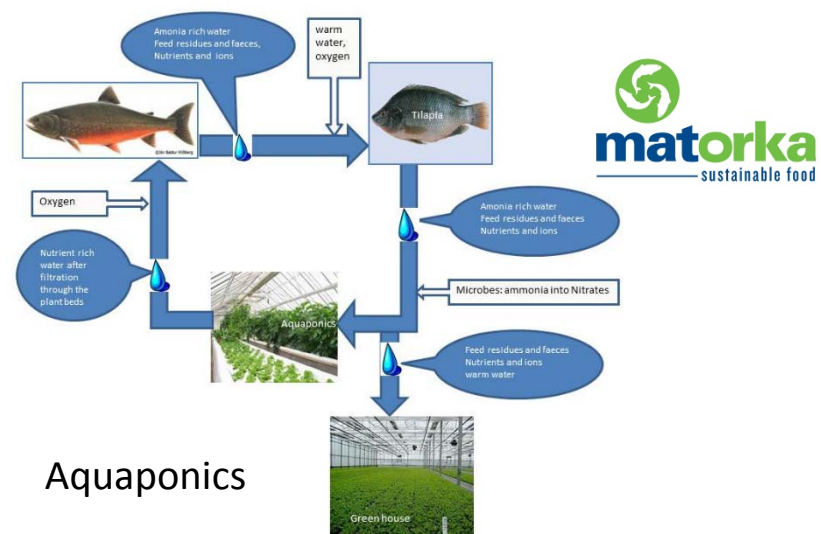 Amonia rich water
Feed residues and faeces,
Nutrients and ions
warm
water,
oxygen
Tilapia
matorka
sustainable food
Oxygen
Amonia rich water
Feed residues and faeces
Nutrients and ions
Nutrient rich
water after
filtration
through the
plant beds
Microbes: ammonia into Nitrates
Aquaponics
Feed residues and faeces
Nutrients and ions
warm water
Aquaponics
Green house